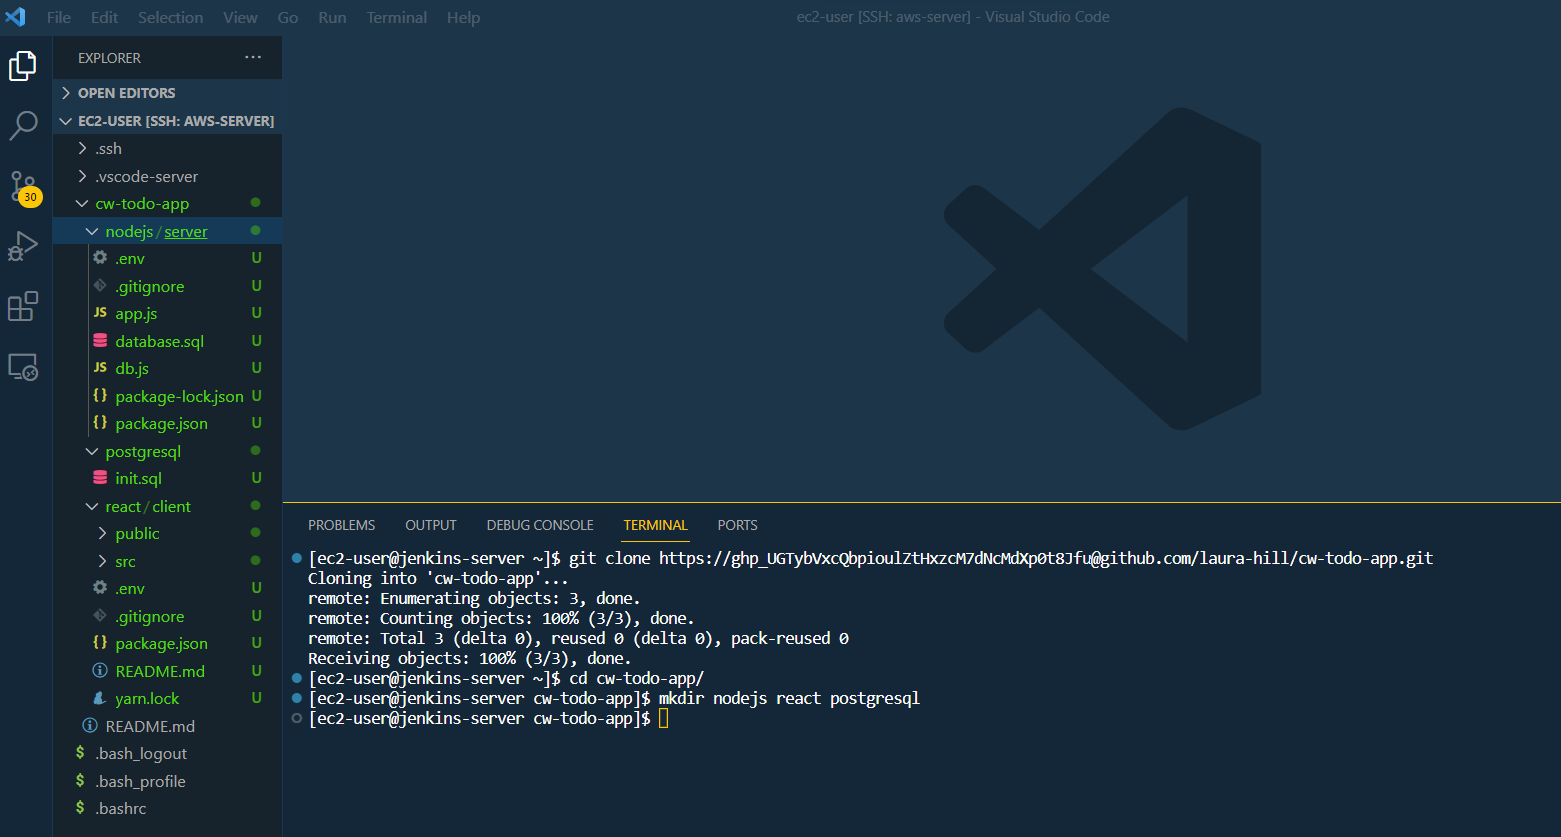 File Edit Selection View Go Run Terminal Help
ec2-user [SSH: aws-server] - Visual Studio Code
EXPLORER
OPEN EDITORS
EC2-USER [SSH: AWS-SERVER]
.ssh
.vscode-server
30
cw-todo-app
nodejs / server
.env U
.gitignore U
JS app.js U
database.sql U
JS db.js U
{} package-lock.json U
{} package.json U
postgresql
init.sql U
react / client
public
src
.env U
.gitignore U
{} package.json U
README.md U
yarn.lock U
README.md
$ .bash_logout
$ .bash_profile
$ .bashrc
PROBLEMS OUTPUT DEBUG CONSOLE TERMINAL PORTS
[ec2-user@jenkins-server ~]$ git clone https://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@github.com/laura-hill/cw-todo-app.git
Cloning into 'cw-todo-app'...
remote: Enumerating objects: 3, done.
remote: Counting objects: 100% (3/3), done.
remote: Total 3 (delta 0), reused 0 (delta 0), pack-reused 0
Receiving objects: 100% (3/3), done.
[ec2-user@jenkins-server ~]$ cd cw-todo-app/
[ec2-user@jenkins-server cw-todo-app]$ mkdir nodejs react postgresql
[ec2-user@jenkins-server cw-todo-app]$